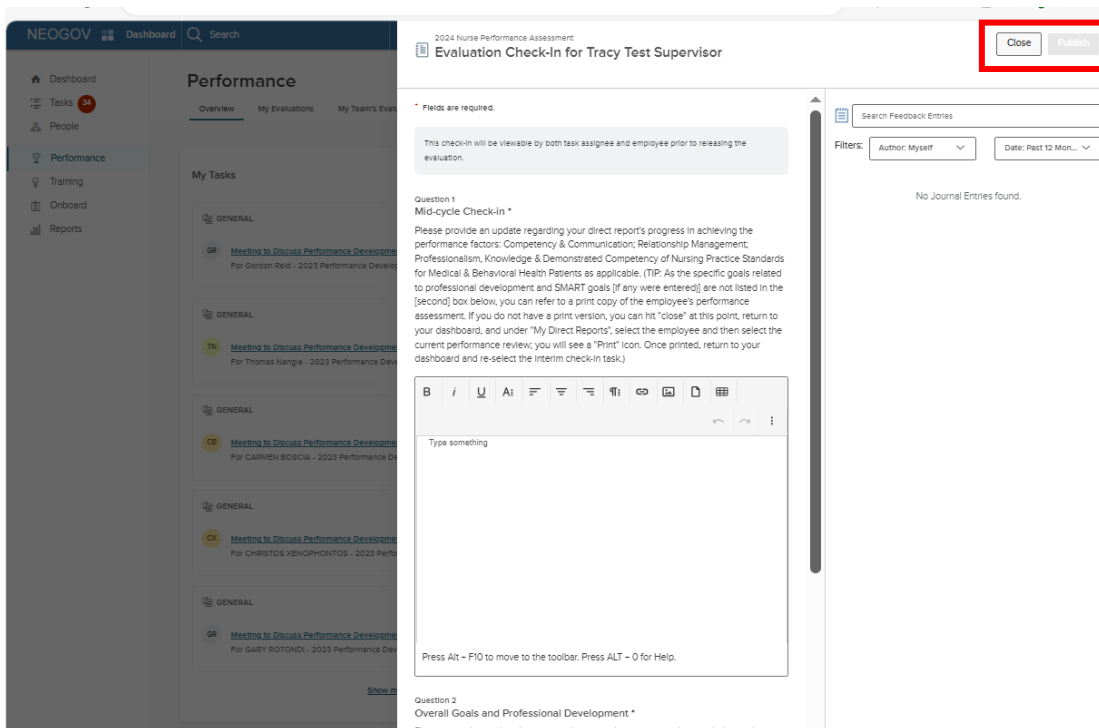 NEOGOV Dashboard Search
Dashboard
Tasks 34
People
Performance
Training
Onboard
Reports
Performance
Overview My Evaluations My Team's Eval
My Tasks
GENERAL
GR Meeting to Discuss Performance Developme
For Gordon Reid - 2023 Performance Develop
GENERAL
TN Meeting to Discuss Performance Developme
For Thomas Nangle - 2023 Performance Deve
GENERAL
CB Meeting to Discuss Performance Developme
For CARMEN BOSCIA - 2023 Performance De
GENERAL
CX Meeting to Discuss Performance Developme
For CHRISTOS XENOPHONTOS - 2023 Perfo
GENERAL
GR Meeting to Discuss Performance Developme
For GARY ROTONDI - 2023 Performance Dev
Show m
2024 Nurse Performance Assessment
Evaluation Check-In for Tracy Test Supervisor
Close Publish
* Fields are required.
This check-in will be viewable by both task assignee and employee prior to releasing the
evaluation.
Question 1
Mid-cycle Check-in *
Please provide an update regarding your direct report's progress in achieving the
performance factors: Competency & Communication; Relationship Management;
Professionalism, Knowledge & Demonstrated Competency of Nursing Practice Standards
for Medical & Behavioral Health Patients as applicable. (TIP: As the specific goals related
to professional development and SMART goals [if any were entered)] are not listed in the
[second] box below, you can refer to a print copy of the employee's performance
assessment. If you do not have a print version, you can hit "close" at this point, return to
your dashboard, and under "My Direct Reports", select the employee and then select the
current performance review; you will see a "Print" icon. Once printed, return to your
dashboard and re-select the interim check-in task.)
B i U A
Type something
Press Alt - F10 to move to the toolbar. Press ALT - 0 for Help.
Question 2
Overall Goals and Professional Development *
Search Feedback Entries
Filters: Author: Myself Date: Past 12 Mon...
No Journal Entries found.